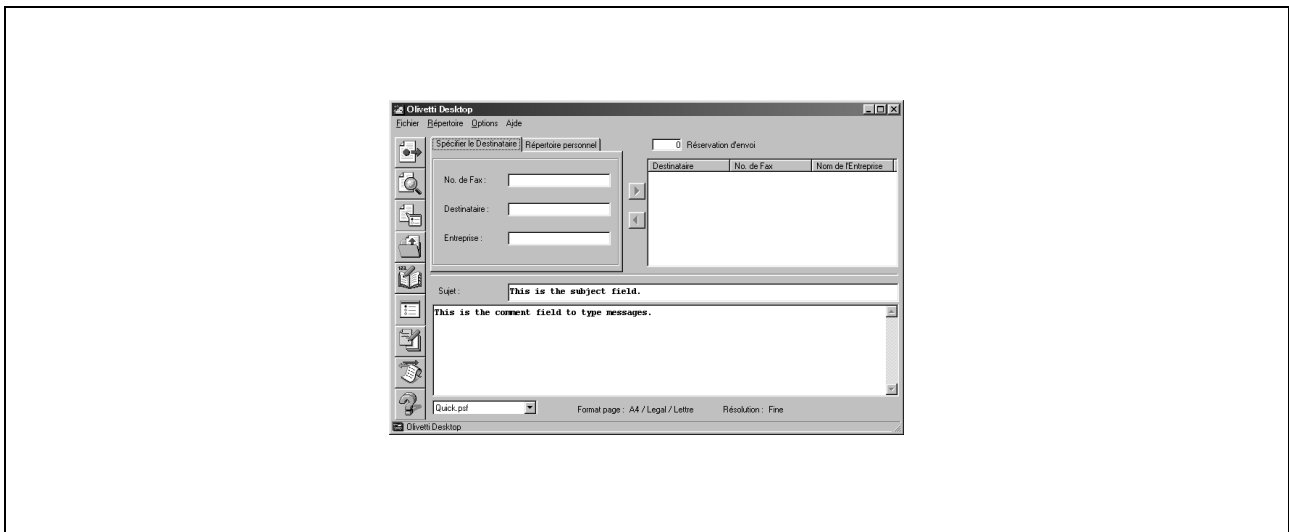 Olivetti Desktop
Fichier Répertoire Options Ajde
Spécifier le Destinataire Répertoire personnel
0 Réservation d'envoi
Destinataire No. de Fax Nom de l'Entreprise
No. de Fax :
Destinataire :
Entreprise :
Sujet : This is the subject field.
This is the comment field to type messages.
Quick.psf Format page : A4 / Legal / Lettre Résolution : Fine
Olivetti Desktop